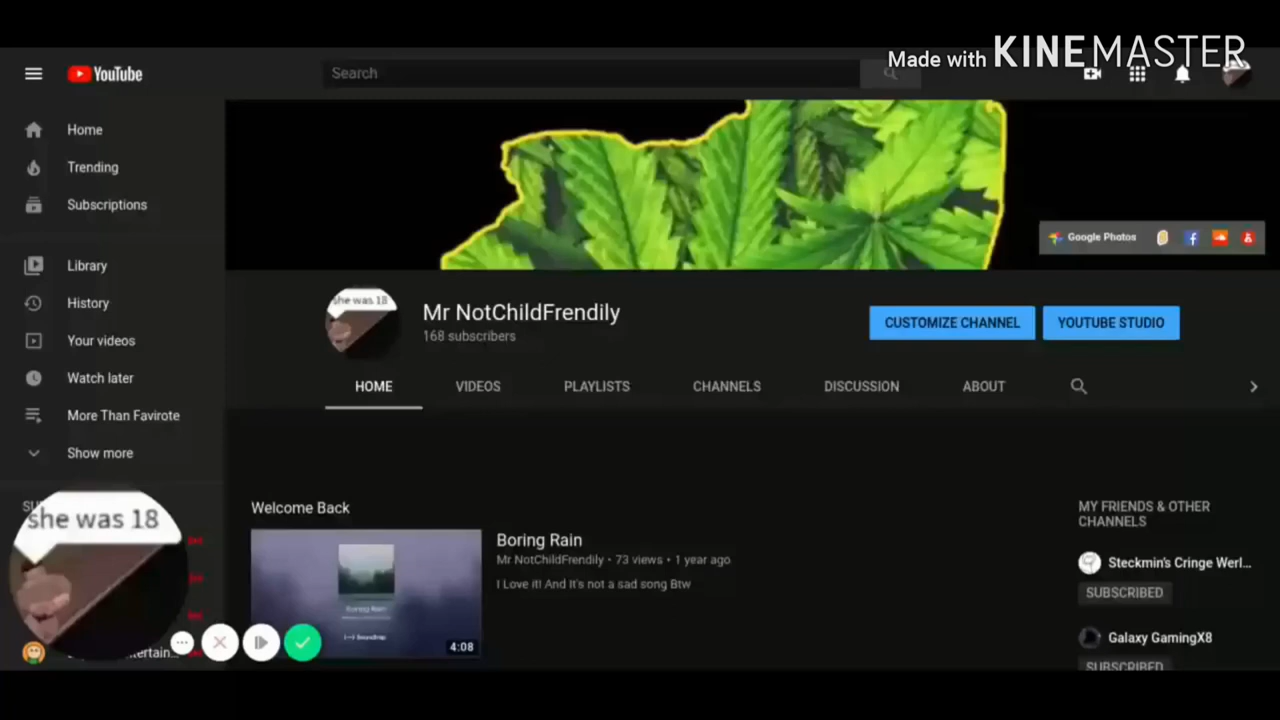 Made with KINEMASTER
YouTube
Search
Home
Trending
Subscriptions
Google Photos
Library
History
Your videos
Watch later
More Than Favirote
Show more
she was 18
Mr NotChildFrendily
168 subscribers
CUSTOMIZE CHANNEL
YOUTUBE STUDIO
HOME
VIDEOS
PLAYLISTS
CHANNELS
DISCUSSION
ABOUT
Welcome Back
Boring Rain
Mr NotChildFrendily • 73 views • 1 year ago
I Love it! And It's not a sad song Btw
Boring Rain
4:08
MY FRIENDS & OTHER
CHANNELS
Steckmin's Cringe Werl...
SUBSCRIBED
Galaxy GamingX8
SUBSCRIBED
she was 18